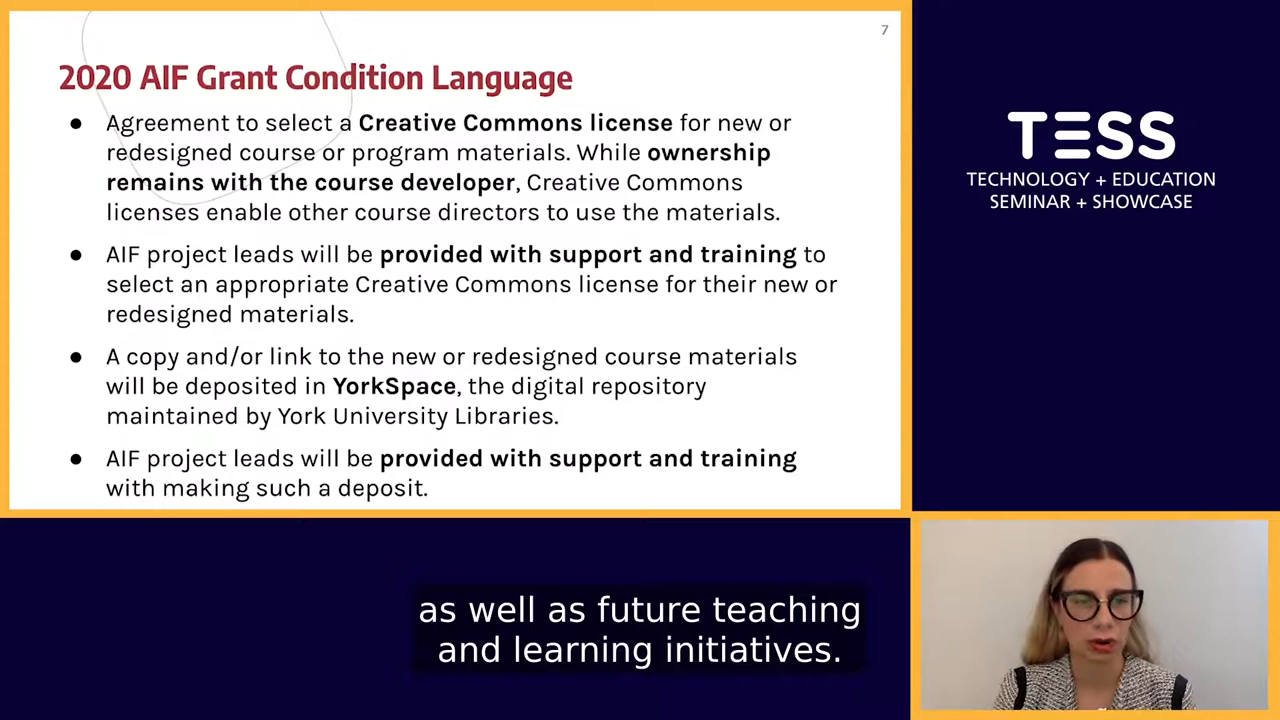 7
2020 AIF Grant Condition Language
● Agreement to select a Creative Commons license for new or
redesigned course or program materials. While ownership
remains with the course developer, Creative Commons
licenses enable other course directors to use the materials.
● AIF project leads will be provided with support and training to
select an appropriate Creative Commons license for their new or
redesigned materials.
● A copy and/or link to the new or redesigned course materials
will be deposited in YorkSpace, the digital repository
maintained by York University Libraries.
● AIF project leads will be provided with support and training
with making such a deposit.
TESS
TECHNOLOGY + EDUCATION
SEMINAR + SHOWCASE
as well as future teaching
and learning initiatives.